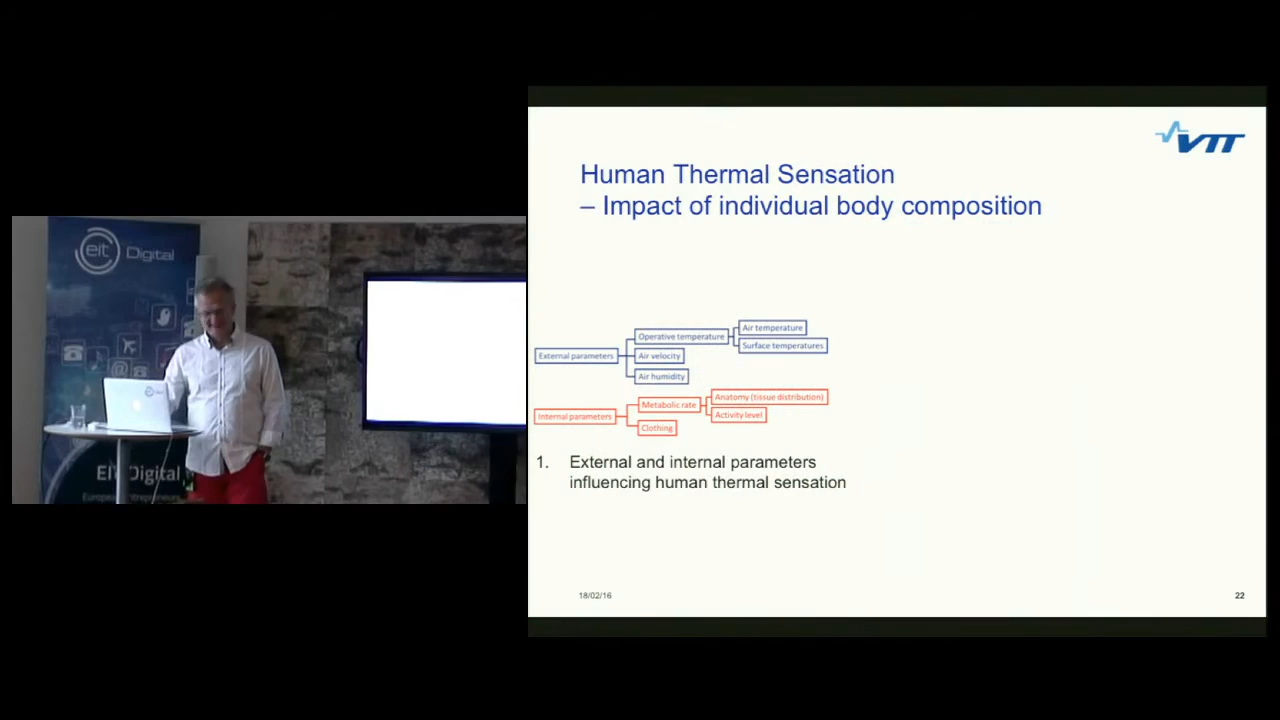 eit Digital
EIT Digital
VTT
Human Thermal Sensation
– Impact of individual body composition
External parameters
Operative temperature
Air temperature
Surface temperatures
Air velocity
Air humidity
Internal parameters
Metabolic rate
Anatomy (tissue distribution)
Activity level
Clothing
1. External and internal parameters
influencing human thermal sensation
18/02/16
22